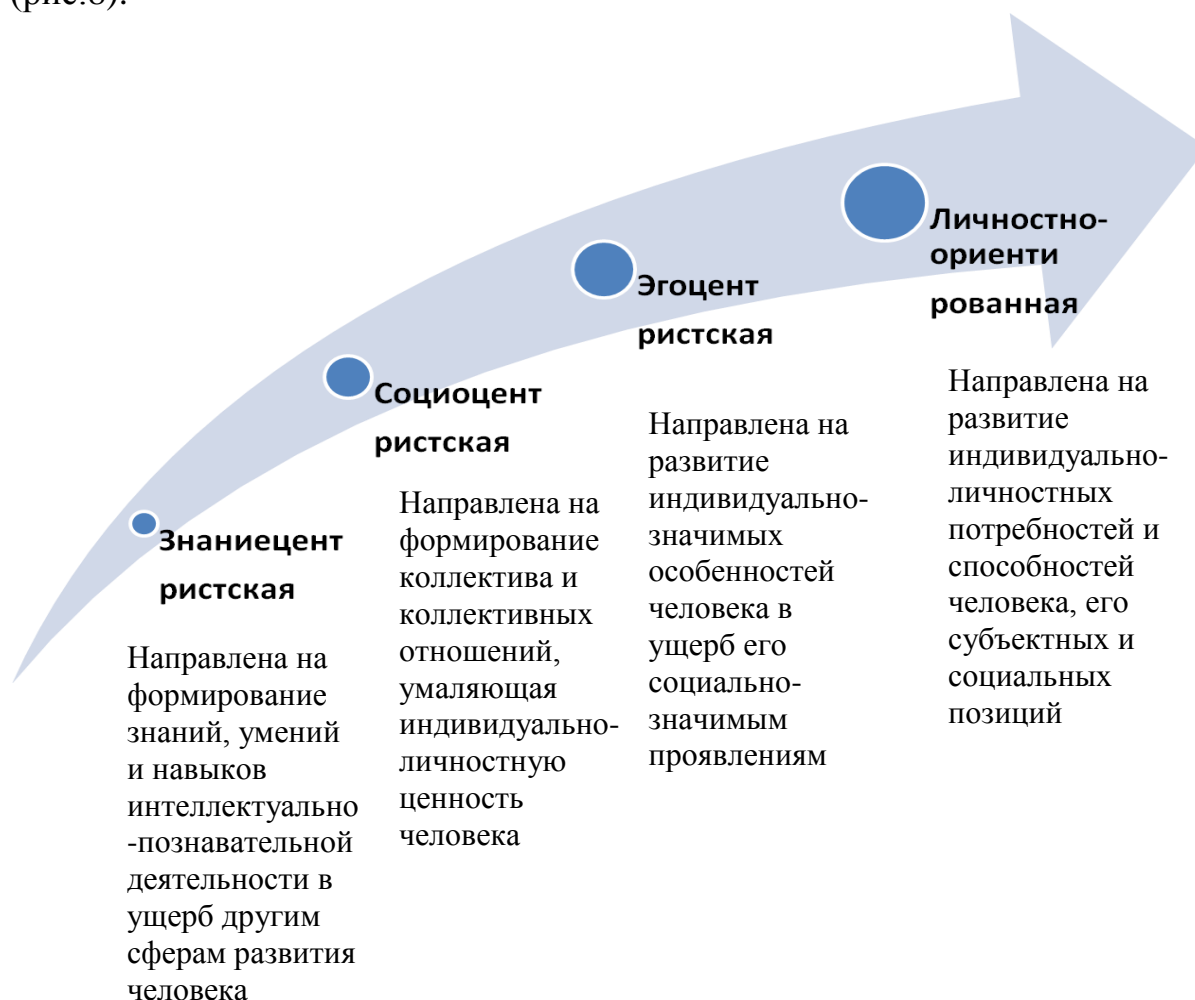 (рис.8).
Знаниецент
ристская
Направлена на
формирование
знаний, умений
и навыков
интеллектуально
-познавательной
деятельности в
ущерб другим
сферам развития
человека
Социоцент
ристская
Направлена на
формирование
коллектива и
коллективных
отношений,
умаляющая
индивидуально-
личностную
ценность
человека
Эгоцент
ристская
Направлена на
развитие
индивидуально-
значимых
особенностей
человека в
ущерб его
социально-
значимым
проявлениям
Личностно-
ориенти
рованная
Направлена на
развитие
индивидуально-
личностных
потребностей и
способностей
человека, его
субъектных и
социальных
позиций